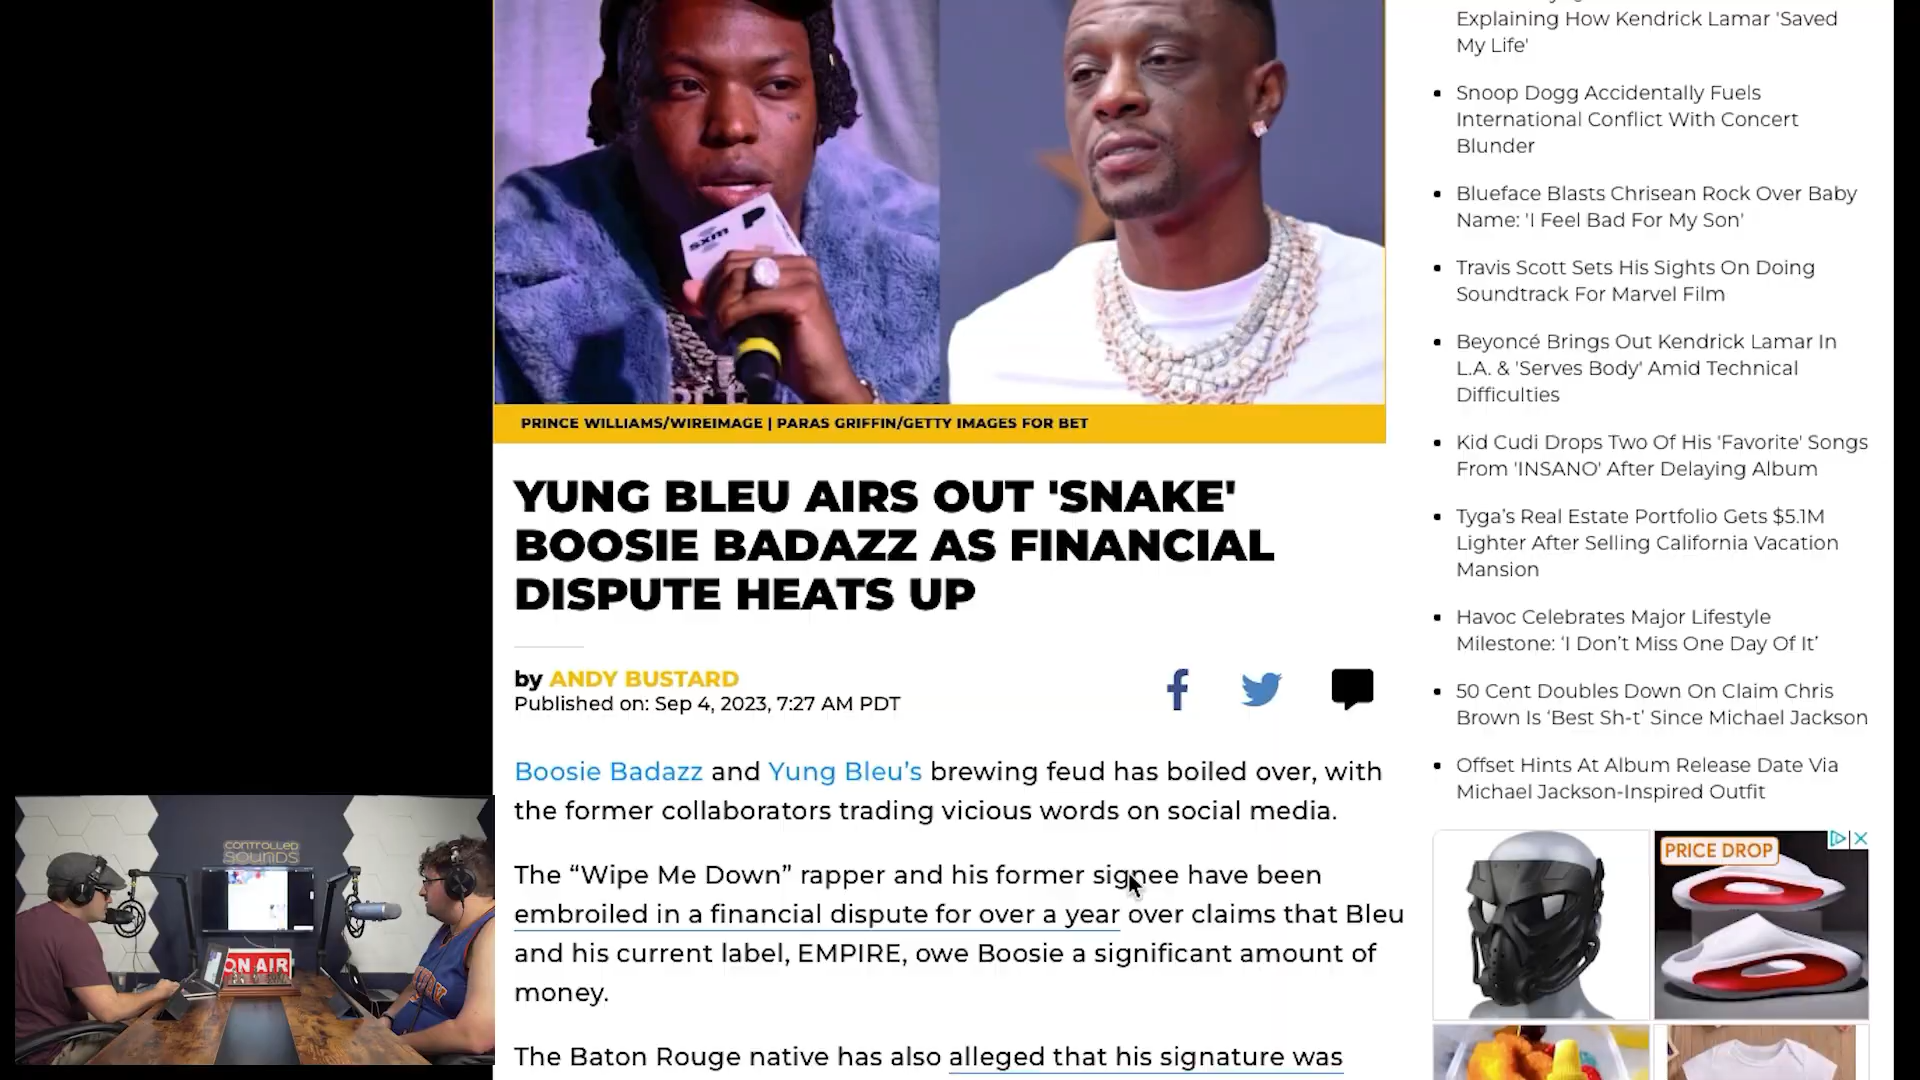 Explaining How Kendrick Lamar 'Saved
My Life'
Snoop Dogg Accidentally Fuels
International Conflict With Concert
Blunder
Blueface Blasts Chrisean Rock Over Baby
Name: 'I Feel Bad For My Son'
Travis Scott Sets His Sights On Doing
Soundtrack For Marvel Film
Beyoncé Brings Out Kendrick Lamar In
L.A. & 'Serves Body' Amid Technical
Difficulties
Kid Cudi Drops Two Of His 'Favorite' Songs
From 'INSANO' After Delaying Album
Tyga's Real Estate Portfolio Gets $5.1M
Lighter After Selling California Vacation
Mansion
Havoc Celebrates Major Lifestyle
Milestone: ‘I Don’t Miss One Day Of It’
50 Cent Doubles Down On Claim Chris
Brown Is ‘Best Sh-t’ Since Michael Jackson
Offset Hints At Album Release Date Via
Michael Jackson-Inspired Outfit
PRICE DROP
sxm
PRINCE WILLIAMS/WIREIMAGE | PARAS GRIFFIN/GETTY IMAGES FOR BET
YUNG BLEU AIRS OUT 'SNAKE'
BOOSIE BADAZZ AS FINANCIAL
DISPUTE HEATS UP
by ANDY BUSTARD
Published on: Sep 4, 2023, 7:27 AM PDT
Boosie Badazz and Yung Bleu’s brewing feud has boiled over, with
the former collaborators trading vicious words on social media.
The “Wipe Me Down” rapper and his former signee have been
embroiled in a financial dispute for over a year over claims that Bleu
and his current label, EMPIRE, owe Boosie a significant amount of
money.
The Baton Rouge native has also alleged that his signature was
CONTROLLED
SOUNDS
ON AIR